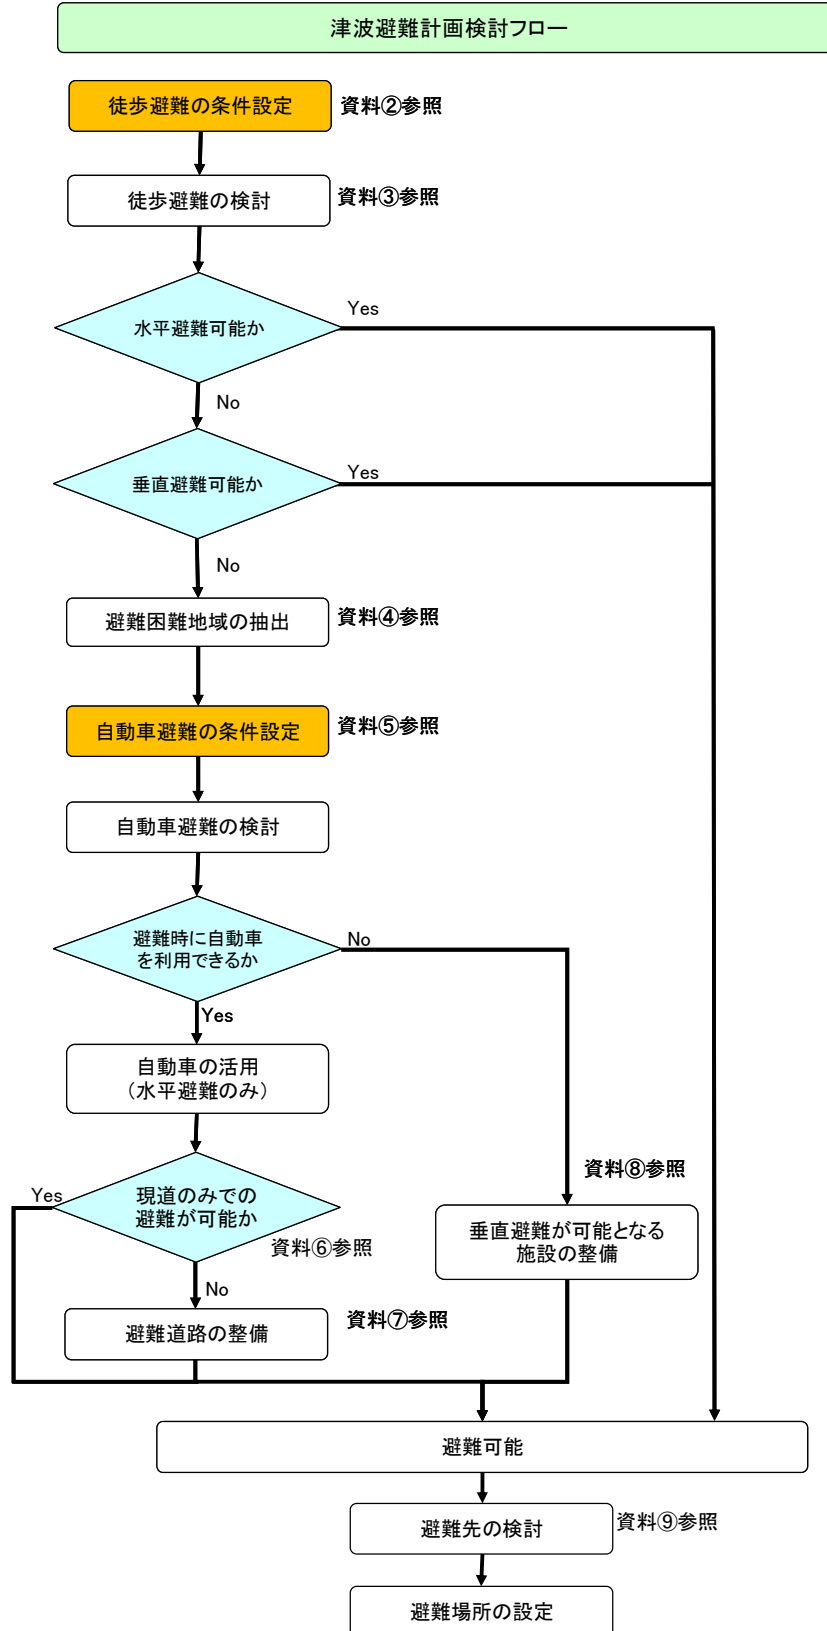 津波避難計画検討フロー
徒歩避難の条件設定
資料②参照
徒歩避難の検討
資料③参照
水平避難可能か
Yes
No
垂直避難可能か
Yes
No
避難困難地域の抽出
資料④参照
自動車避難の条件設定
資料⑤参照
自動車避難の検討
避難時に自動車
を利用できるか
No
Yes
自動車の活用
（水平避難のみ）
Yes
現道のみでの
避難が可能か
資料⑥参照
No
資料⑧参照
垂直避難が可能となる
施設の整備
避難道路の整備
資料⑦参照
避難可能
避難先の検討
資料⑨参照
避難場所の設定